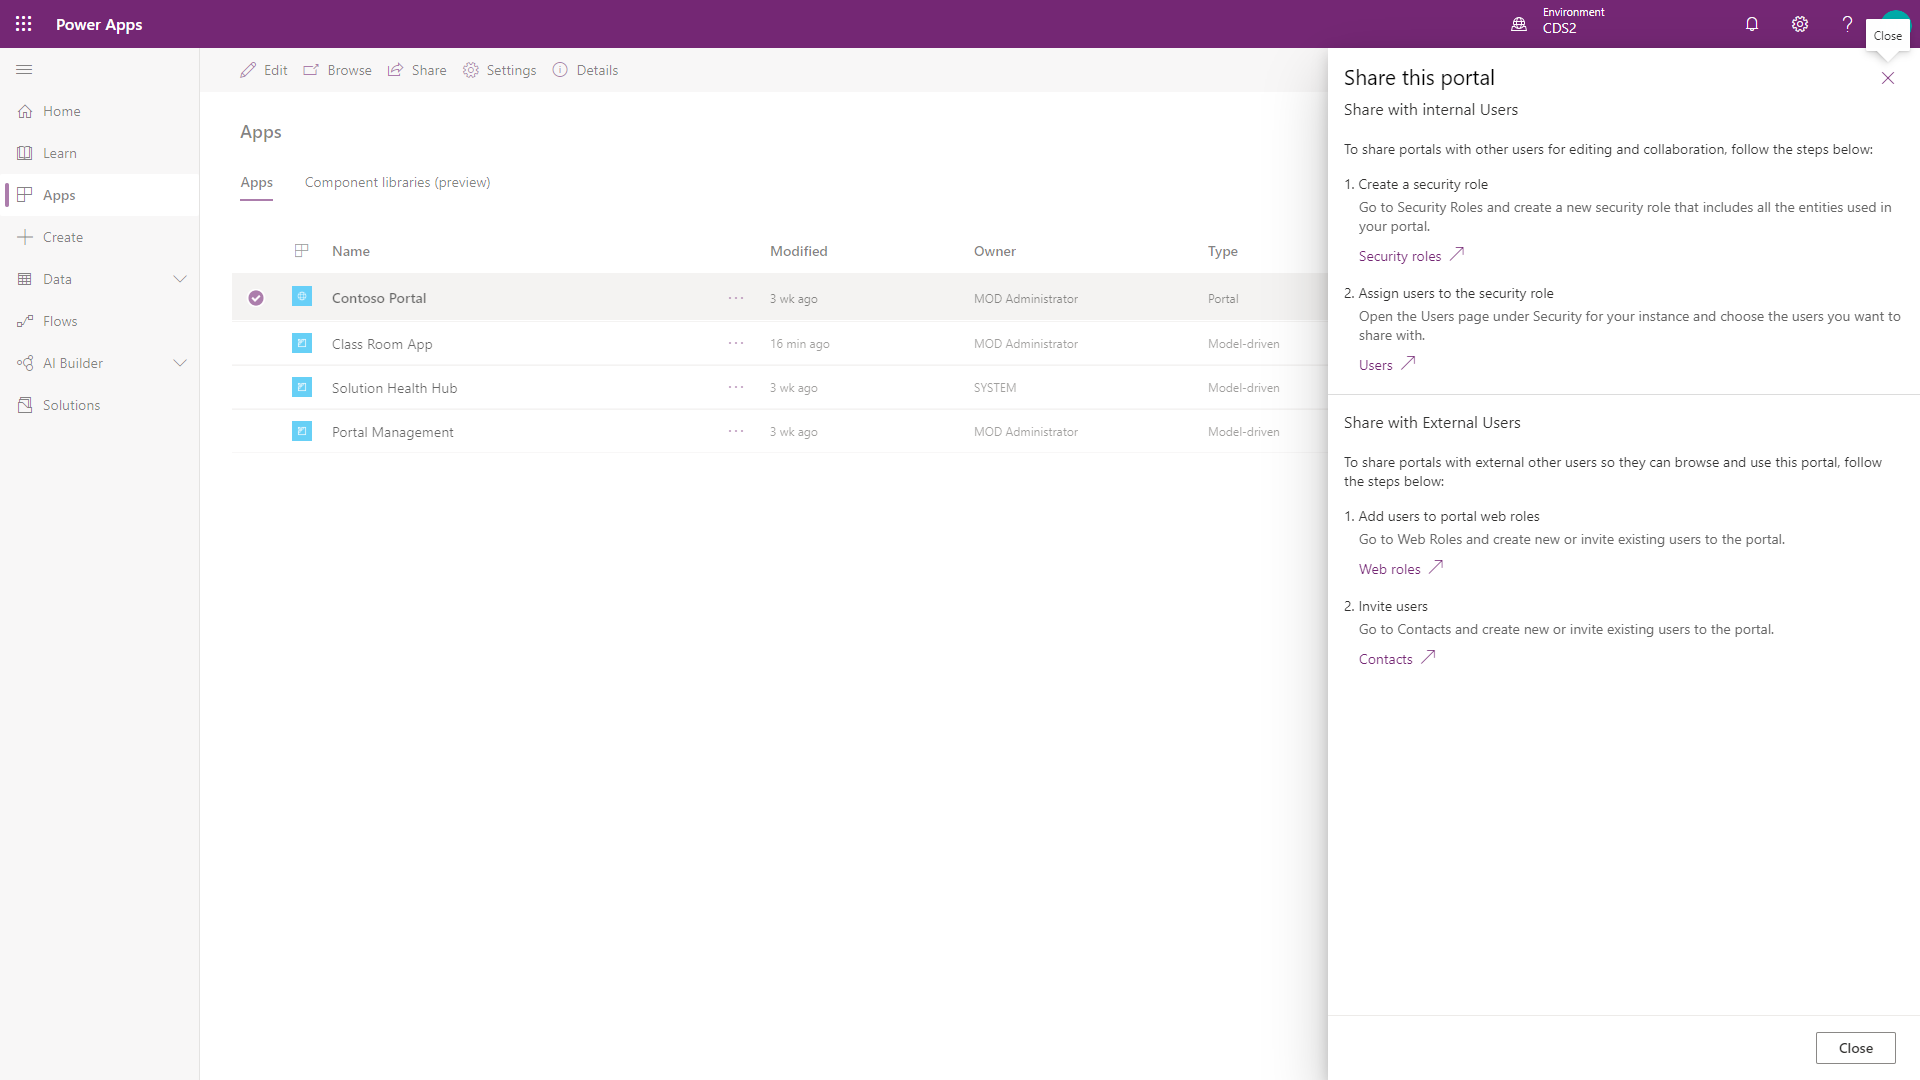 Power Apps
Environment
CDS2
Close
Home
Learn
Apps
Create
Data
Flows
AI Builder
Solutions
Edit
Browse
Share
Settings
Details
Apps
Apps
Component libraries (preview)
Name Modified Owner Type
Contoso Portal ... 3 wk ago MOD Administrator Portal
Class Room App ... 16 min ago MOD Administrator Model-driven
Solution Health Hub ... 3 wk ago SYSTEM Model-driven
Portal Management ... 3 wk ago MOD Administrator Model-driven
Share this portal
Share with internal Users
To share portals with other users for editing and collaboration, follow the steps below:
1. Create a security role
Go to Security Roles and create a new security role that includes all the entities used in
your portal.
Security roles
2. Assign users to the security role
Open the Users page under Security for your instance and choose the users you want to
share with.
Users
Share with External Users
To share portals with external other users so they can browse and use this portal, follow
the steps below:
1. Add users to portal web roles
Go to Web Roles and create new or invite existing users to the portal.
Web roles
2. Invite users
Go to Contacts and create new or invite existing users to the portal.
Contacts
Close